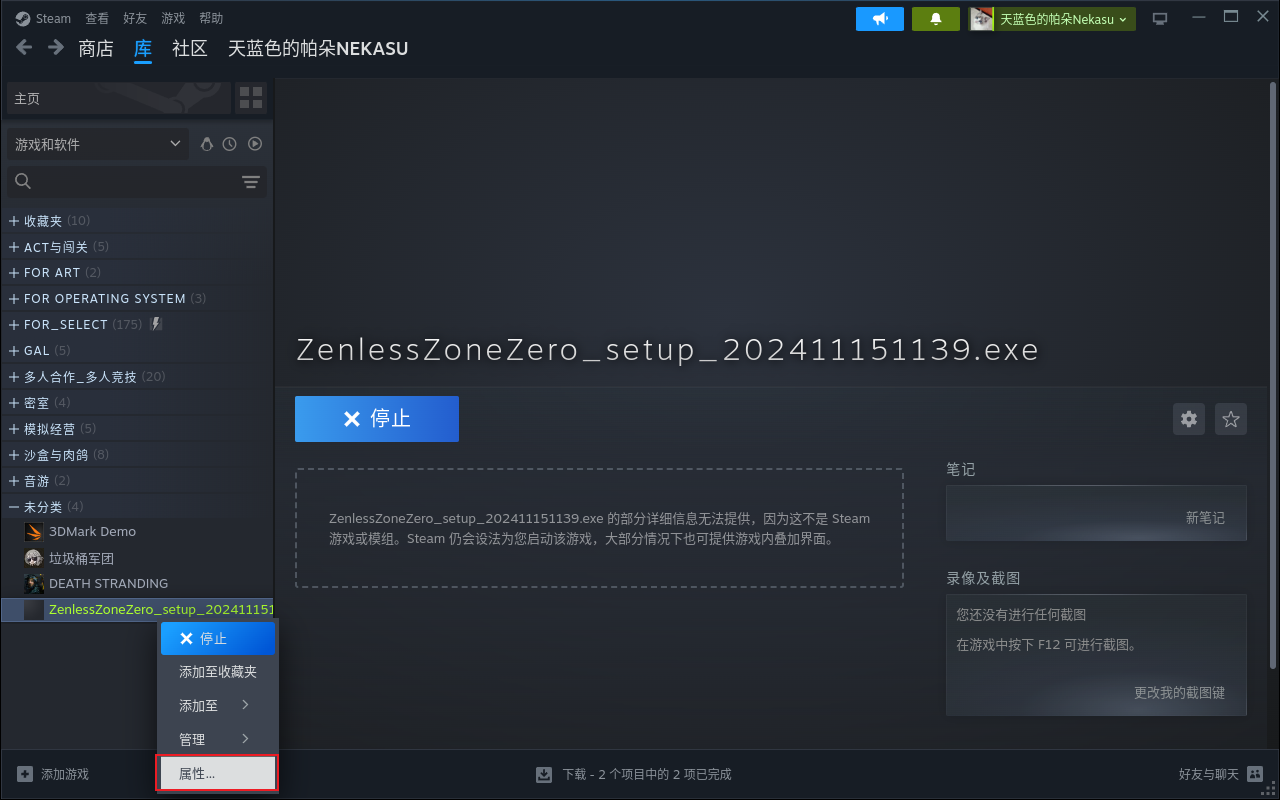 Steam 查看 好友 游戏 帮助
天蓝色的帕朵Nekasu
商店 库 社区 天蓝色的帕朵NEKASU
主页
游戏和软件
收藏夹 (10)
ACT与闯关 (5)
FOR ART (2)
FOR OPERATING SYSTEM (3)
FOR_SELECT (175)
GAL (5)
多人合作_多人竞技 (20)
密室 (4)
模拟经营 (5)
沙盒与肉鸽 (8)
音游 (2)
未分类 (4)
3DMark Demo
垃圾桶军团
DEATH STRANDING
ZenlessZoneZero_setup_202411151
停止
添加至收藏夹
添加至
管理
属性...
ZenlessZoneZero_setup_202411151139.exe
停止
ZenlessZoneZero_setup_202411151139.exe 的部分详细信息无法提供，因为这不是 Steam
游戏或模组。Steam 仍会设法为您启动该游戏，大部分情况下也可提供游戏内叠加界面。
笔记
新笔记
录像及截图
您还没有进行任何截图
在游戏中按下 F12 可进行截图。
更改我的截图键
添加游戏
下载 - 2 个项目中的 2 项已完成
好友与聊天